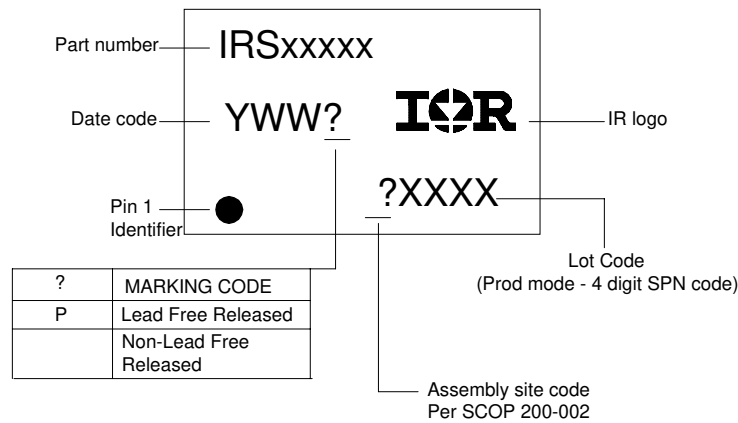 Part number
IRSxxxxx
Date code
YWW?
IOR
IR logo
?XXXX
Pin 1
Identifier
Lot Code
(Prod mode - 4 digit SPN code)
? MARKING CODE
P Lead Free Released
Non-Lead Free
Released
Assembly site code
Per SCOP 200-002